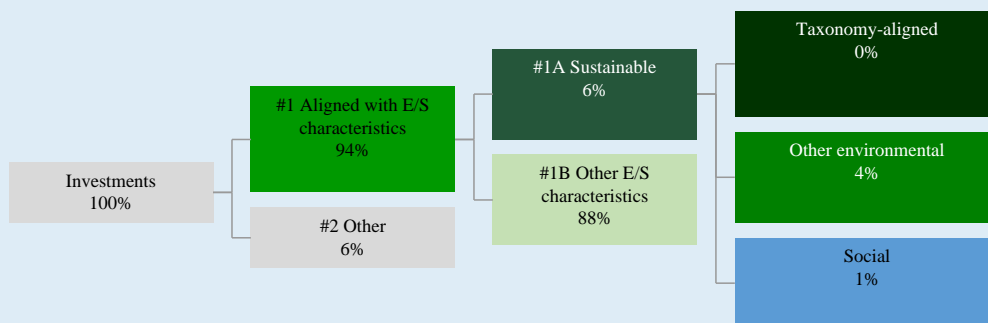 Investments
100%
#1 Aligned with E/S
characteristics
94%
#2 Other
6%
#1A Sustainable
6%
#1B Other E/S
characteristics
88%
Taxonomy-aligned
0%
Other environmental
4%
Social
1%